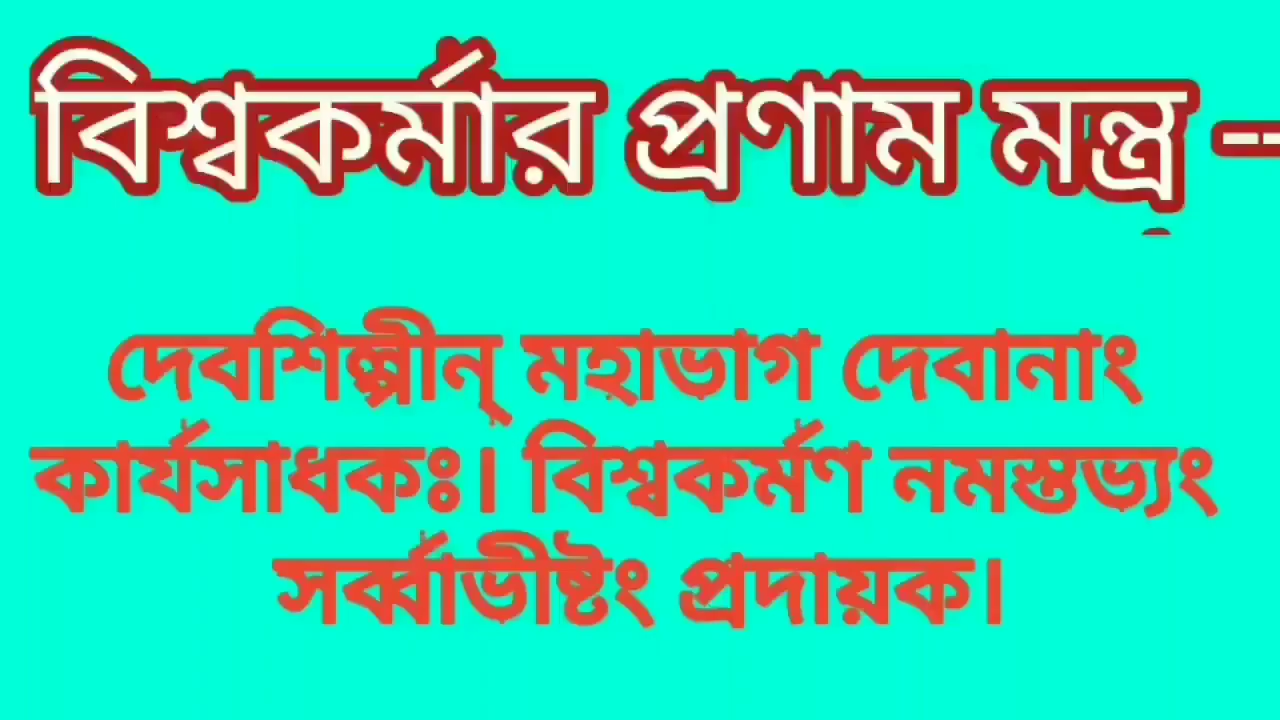 বিশ্বকর্মার প্রণাম মন্ত্র -
দেবশিল্পীন্ মহাভাগ দেবানাং
কার্যসাধকঃ। বিশ্বকর্মণ নমস্তভ্যং
সর্ব্বাভীষ্টং প্রদায়ক।